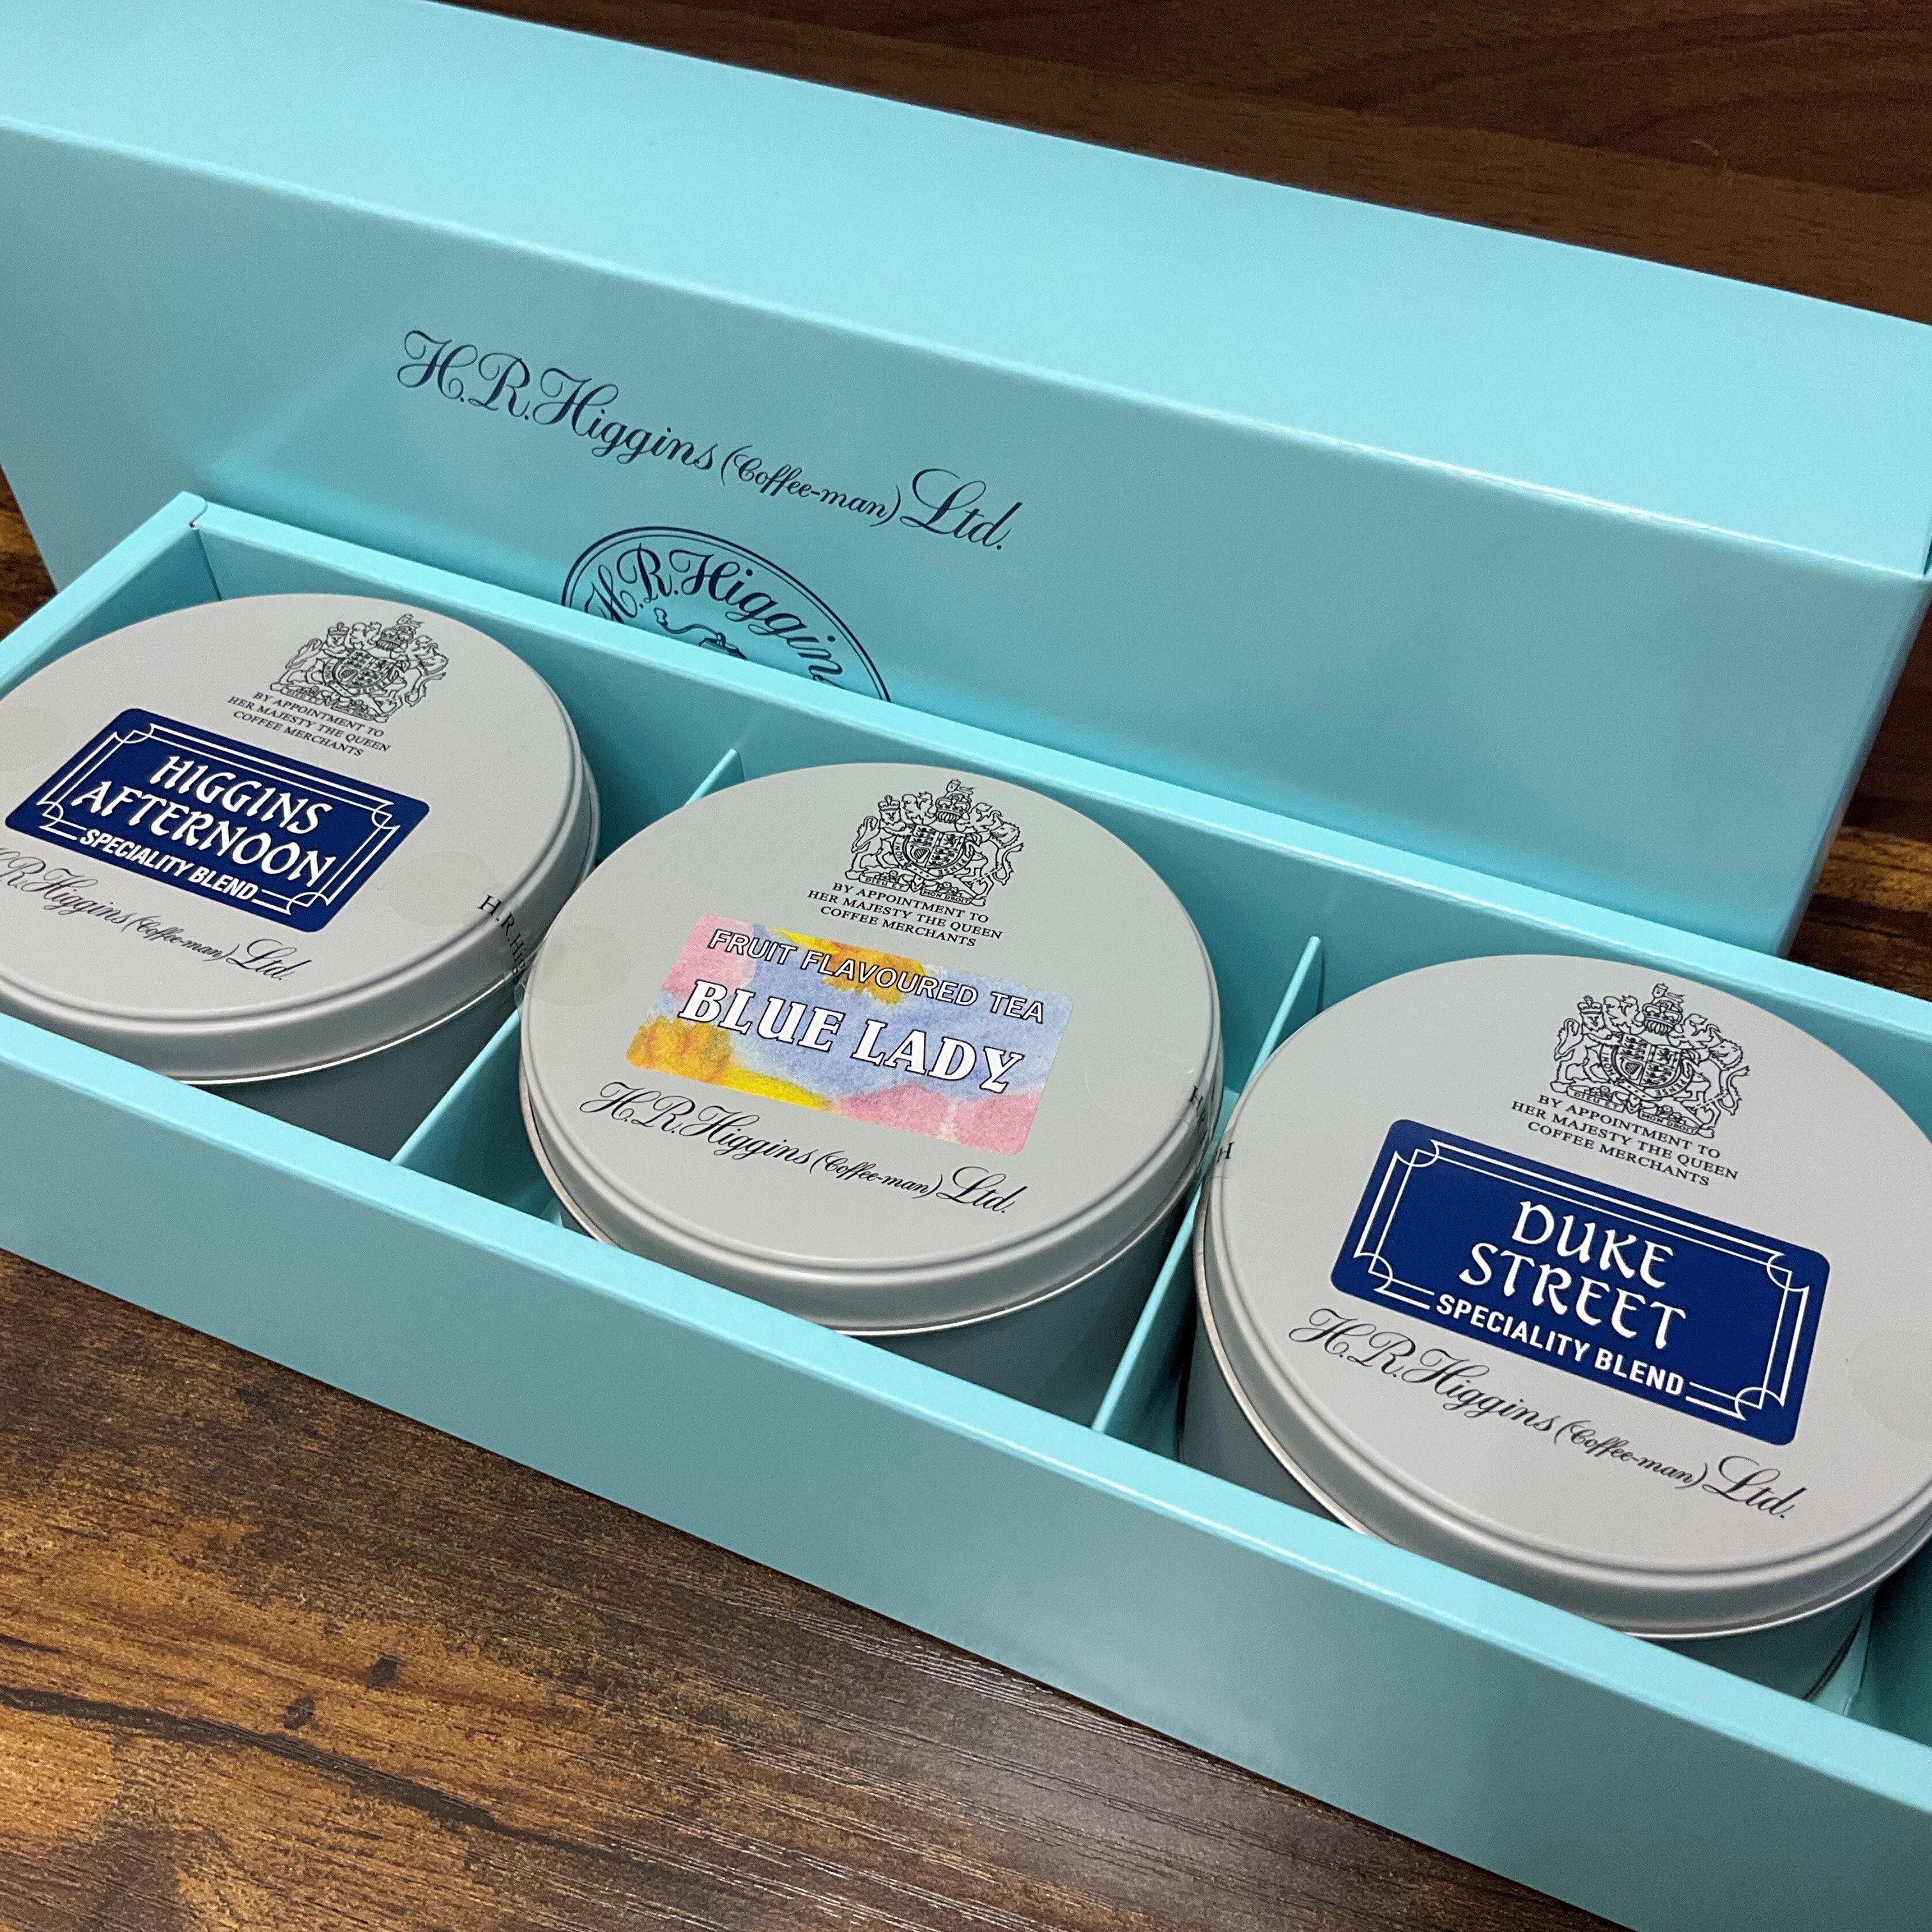 H.R.Higgins (Coffee-man) Ltd.
H.R.Higgins
BY APPOINTMENT TO
HER MAJESTY THE QUEEN
COFFEE MERCHANTS
HIGGINS
AFTERNOON
SPECIALITY BLEND
H.R.Higgins (Coffee-man) Ltd.
BY APPOINTMENT TO
HER MAJESTY THE QUEEN
COFFEE MERCHANTS
FRUIT FLAVOURED TEA
BLUE LADY
H.R.Higgins (Coffee-man) Ltd.
BY APPOINTMENT TO
HER MAJESTY THE QUEEN
COFFEE MERCHANTS
DUKE
STREET
SPECIALITY BLEND
H.R.Higgins (Coffee-man) Ltd.